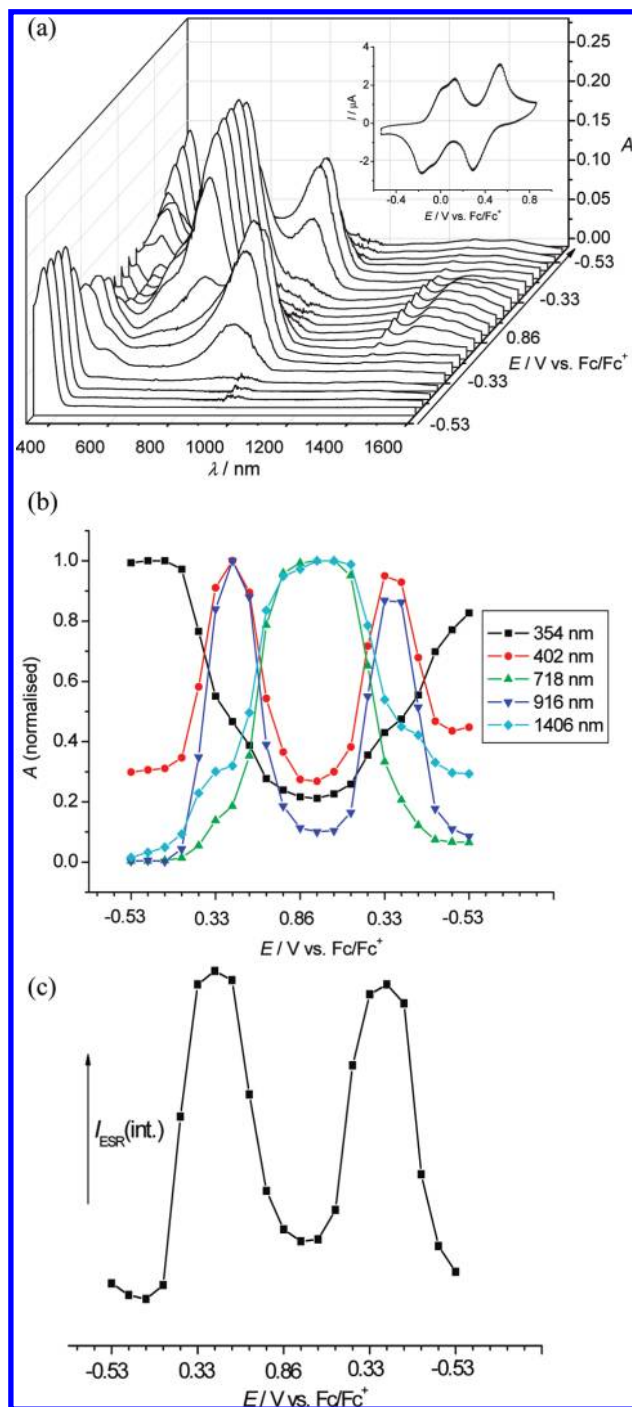 (a)
0.25
0.20
0.15
A
0.10
0.05
0.00
-0.53
-0.33
0.86
-0.33
-0.53
E / V vs. Fc/Fc+
400 600 800 1000 1200 1400 1600
λ / nm
4
2
0
-2
I / μA
-0.4 0.0 0.4 0.8
E / V vs. Fc/Fc+
(b)
1.0
0.8
0.6
0.4
0.2
0.0
A (normalised)
354 nm
402 nm
718 nm
916 nm
1406 nm
-0.53 0.33 0.86 0.33 -0.53
E / V vs. Fc/Fc+
(c)
IESR(int.)
-0.53 0.33 0.86 0.33 -0.53
E / V vs. Fc/Fc+